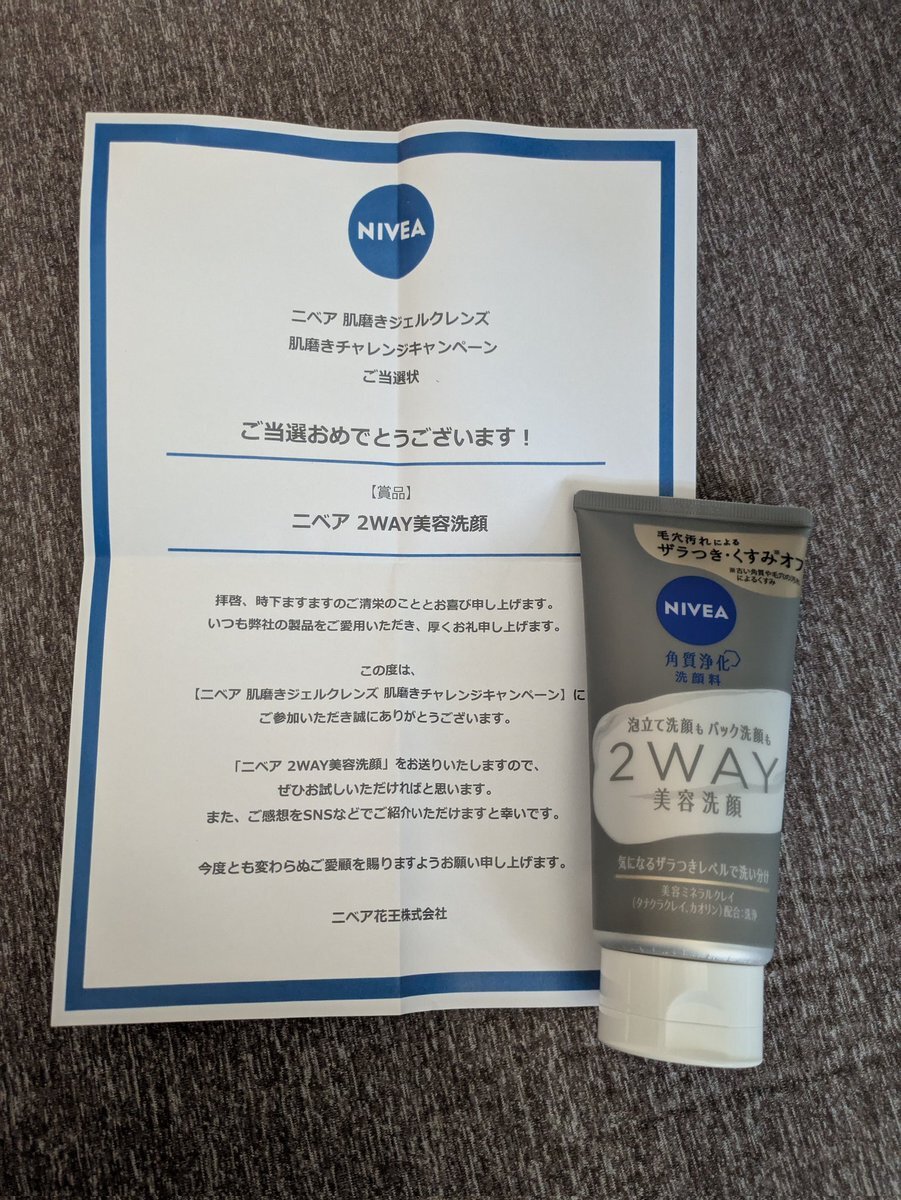 NIVEA
ニベア 肌磨きジェルクレンズ
肌磨きチャレンジキャンペーン
ご当選状
ご当選おめでとうございます！
【賞品】
ニベア 2WAY美容洗顔
拝啓、時下ますますのご清栄のこととお喜び申し上げます。
いつも弊社の製品をご愛用いただき、厚くお礼申し上げます。
この度は、
【ニベア 肌磨きジェルクレンズ 肌磨きチャレンジキャンペーン】に
ご参加いただき誠にありがとうございます。
「ニベア 2WAY美容洗顔」をお送りいたしますので、
ぜひお試しいただければと思います。
また、ご感想をSNSなどでご紹介いただけますと幸いです。
今度とも変わらぬご愛顧を賜りますようお願い申し上げます。
ニベア花王株式会社
毛穴汚れによる
ザラつき・くすみ※オフ
※古い角質や毛穴の汚れ
によるくすみ
NIVEA
角質浄化
洗顔料
泡立て洗顔も パック洗顔も
2WAY
美容洗顔
気になるザラつきレベルで洗い分け
美容ミネラルクレイ
(タナクラクレイ、カオリン)配合:洗浄